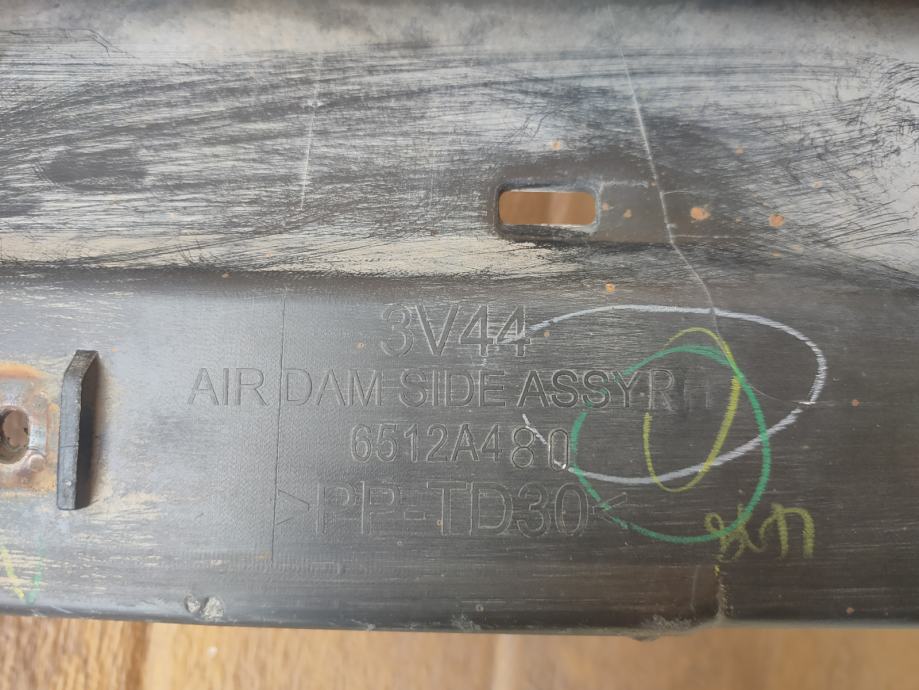 3V44
AIR DAM SIDE ASSY-RH
6512A480
>PP-TD30<